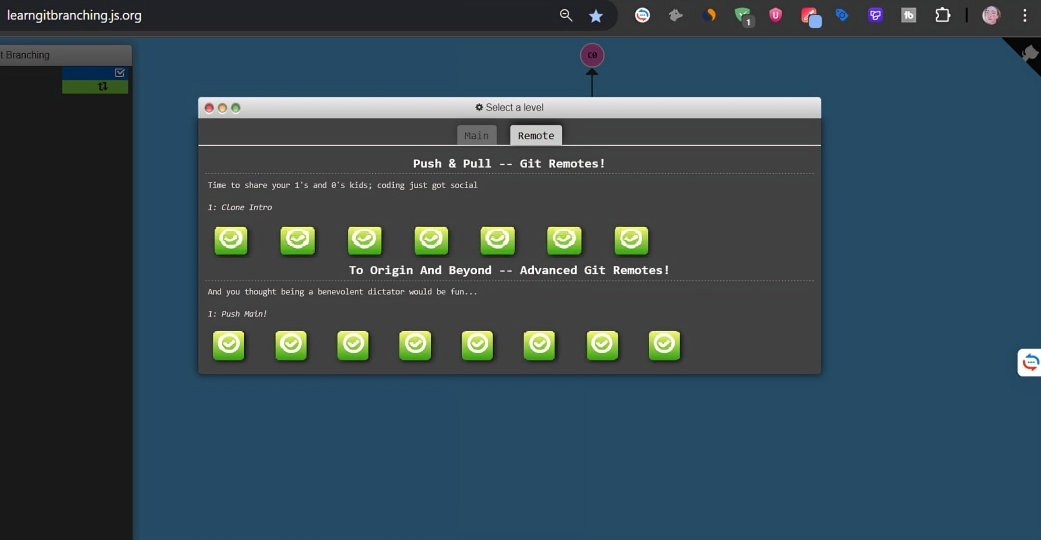 learngitbranching.js.org
1
t Branching
C0
Select a level
Main
Remote
Push & Pull -- Git Remotes!
Time to share your 1's and 0's kids; coding just got social
1: Clone Intro
To Origin And Beyond -- Advanced Git Remotes!
And you thought being a benevolent dictator would be fun...
1: Push Main!